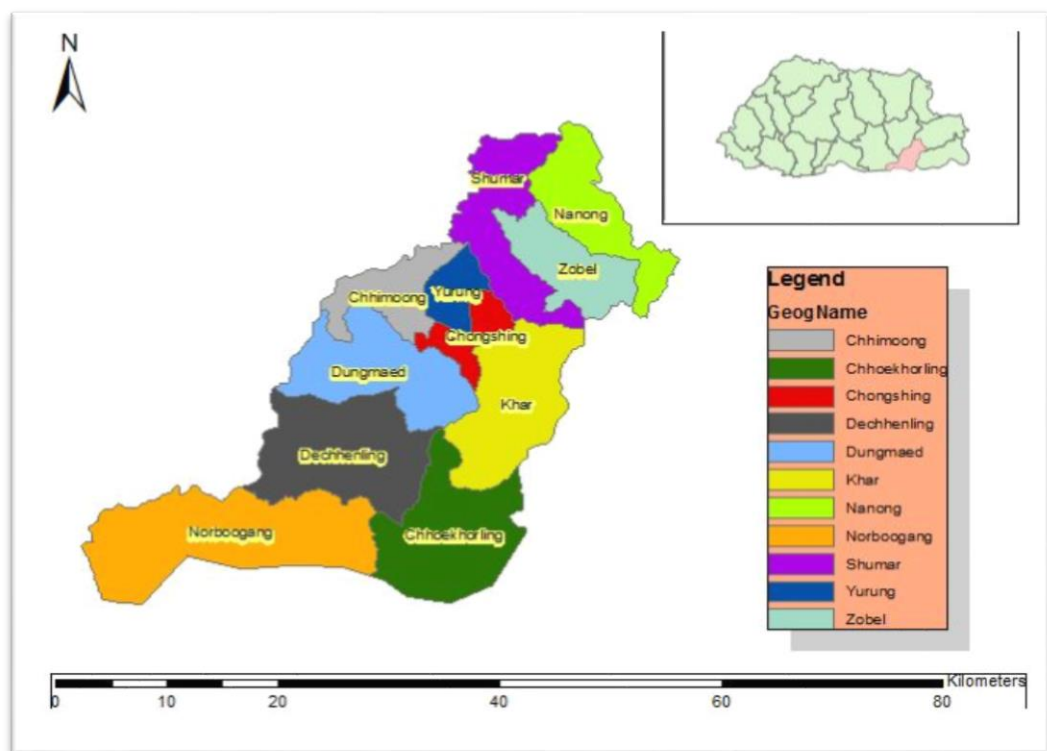 N
Shumar
Nanong
Zobel
Yurung
Chhimoong
Chongshing
Dungmaed
Khar
Dechhenling
Norboogang
Chhoekhorling
Legend
GeogName
Chhimoong
Chhoekhorling
Chongshing
Dechhenling
Dungmaed
Khar
Nanong
Norboogang
Shumar
Yurung
Zobel
Kilometers
0 10 20 40 60 80